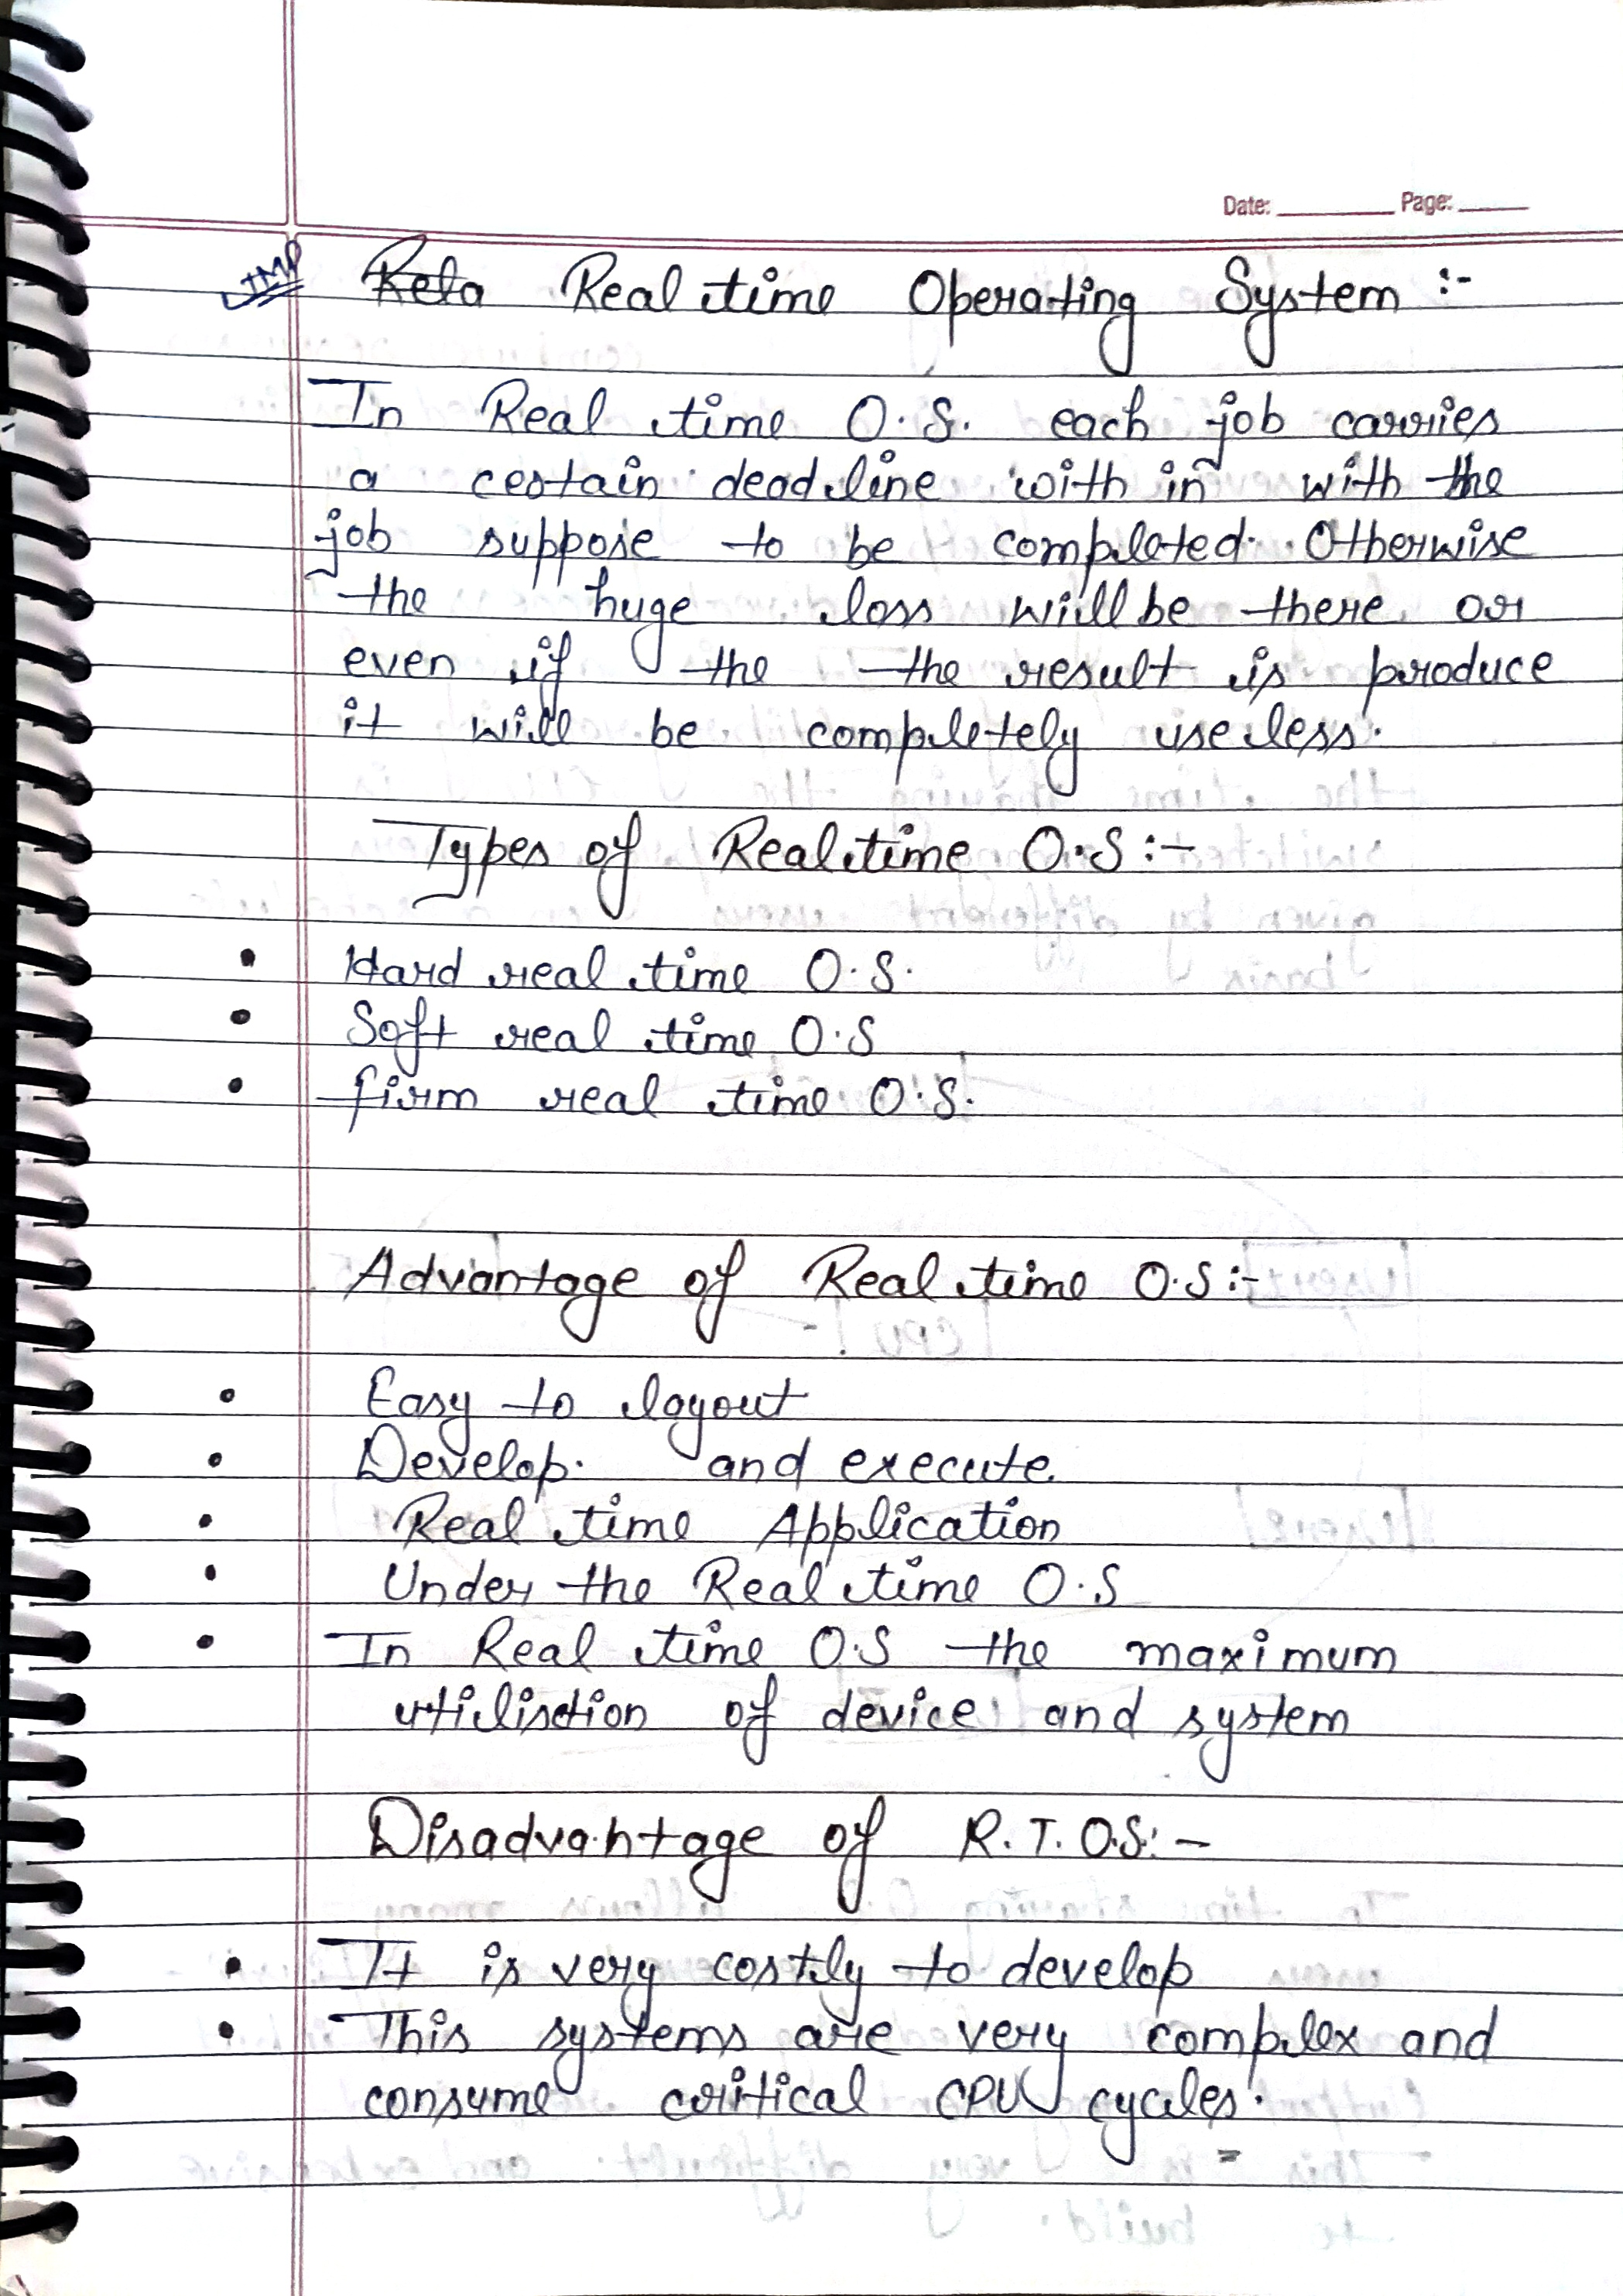 Date: Page:
IMP Rela Real time Operating System :-
In Real time O.S. each job carries
a certain deadline with in with the
job suppose to be completed. Otherwise
the huge loss will be there or
even if the the result is produce
it will be completely useless.
Types of Real time O.S :-
• Hard real time O.S.
• Soft real time O.S
• firm real time O.S.
Advantage of Real time O.S :-
• Easy to layout
• Develop. and execute.
• Real time Application
• Under the Real time O.S
• In Real time O.S the maximum
utilisction of device and system
Disadvantage of R.T.O.S: -
• It is very costly to develop
• This systems are very complex and
consume critical CPU cycles.